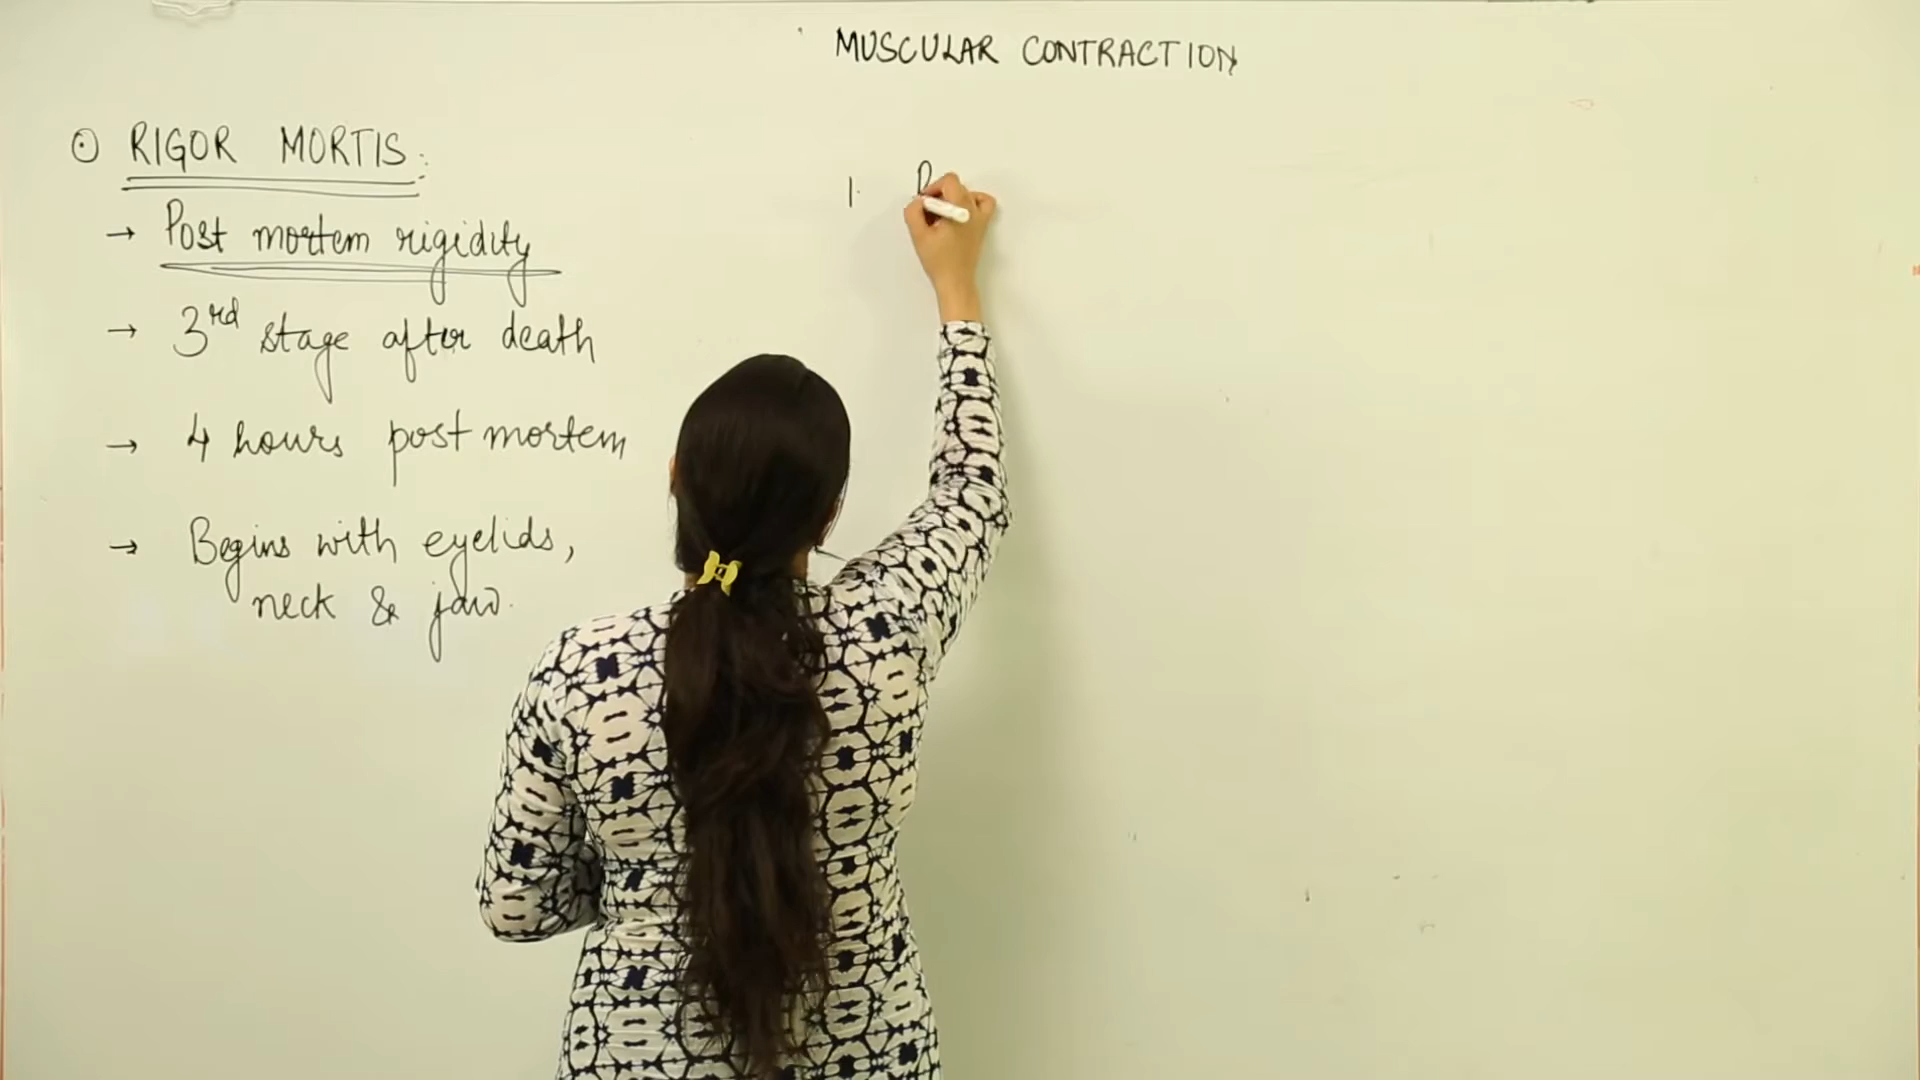 MUSCULAR CONTRACTION
⊙ RIGOR MORTIS:
→ Post mortem rigidity
→ 3rd stage after death
→ 4 hours post mortem
→ Begins with eyelids,
neck & jaw.
1.